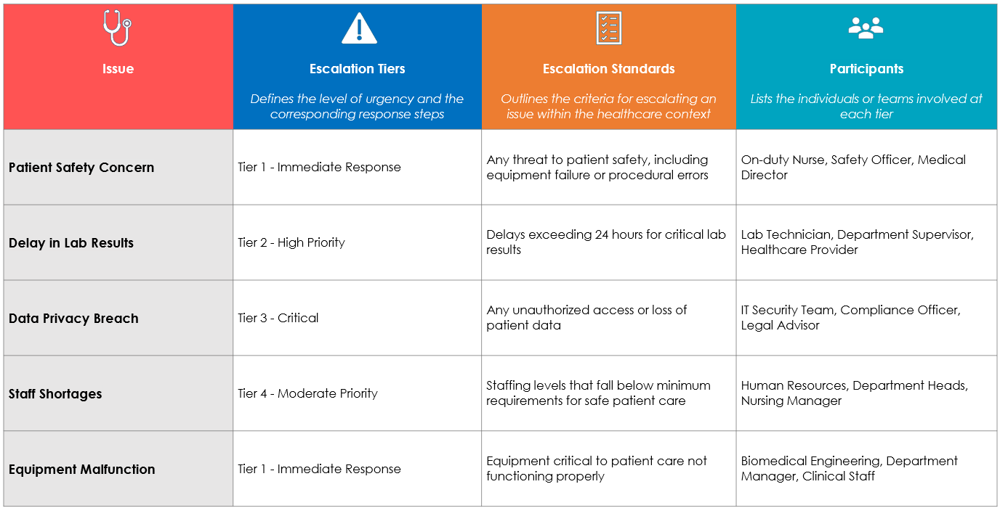 Issue
Escalation Tiers
Defines the level of urgency and the
corresponding response steps
Escalation Standards
Outlines the criteria for escalating an
issue within the healthcare context
Participants
Lists the individuals or teams involved at
each tier
Patient Safety Concern
Tier 1 - Immediate Response
Any threat to patient safety, including
equipment failure or procedural errors
On-duty Nurse, Safety Officer, Medical
Director
Delay in Lab Results
Tier 2 - High Priority
Delays exceeding 24 hours for critical lab
results
Lab Technician, Department Supervisor,
Healthcare Provider
Data Privacy Breach
Tier 3 - Critical
Any unauthorized access or loss of
patient data
IT Security Team, Compliance Officer,
Legal Advisor
Staff Shortages
Tier 4 - Moderate Priority
Staffing levels that fall below minimum
requirements for safe patient care
Human Resources, Department Heads,
Nursing Manager
Equipment Malfunction
Tier 1 - Immediate Response
Equipment critical to patient care not
functioning properly
Biomedical Engineering, Department
Manager, Clinical Staff